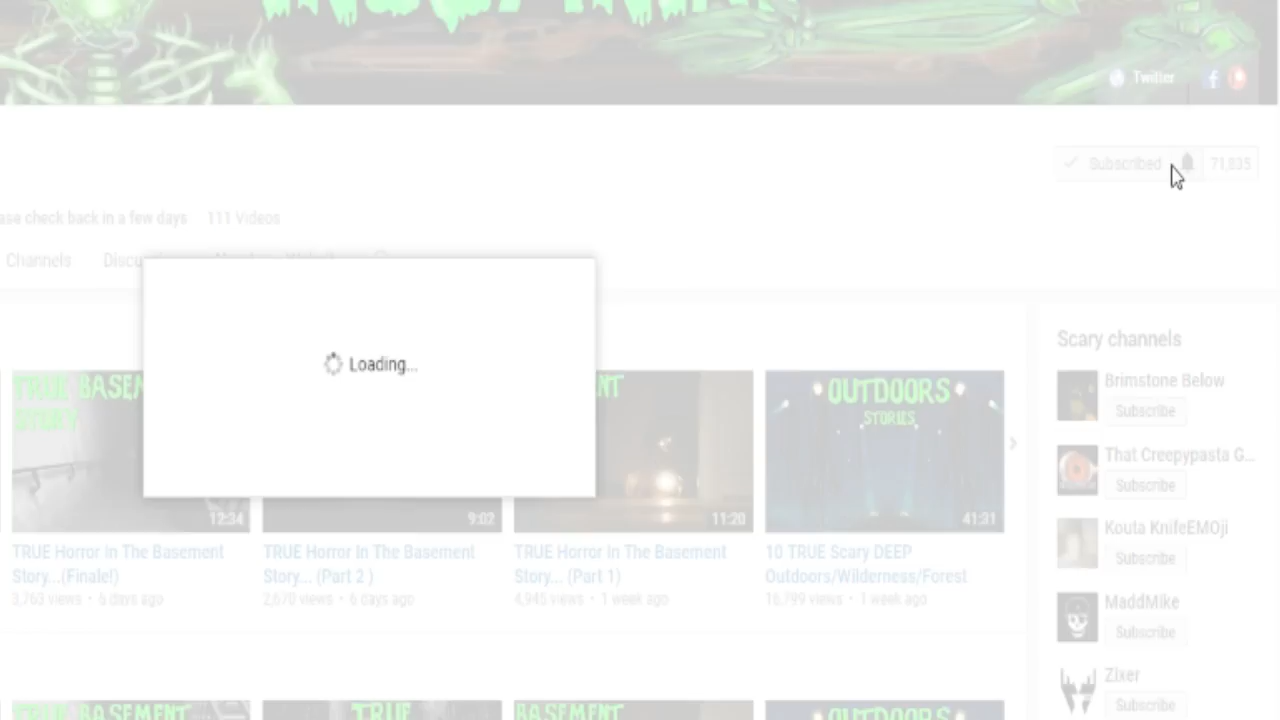 Twitter
Subscribed 71,835
ase check back in a few days 111 Videos
Channels
Loading...
Scary channels
TRUE BASEM
STORY
12:34
9:02
NT
11:20
OUTDOORS
STORIES
41:31
TRUE Horror In The Basement
Story...(Finale!)
3,763 views • 6 days ago
TRUE Horror In The Basement
Story... (Part 2 )
2,670 views • 6 days ago
TRUE Horror In The Basement
Story... (Part 1)
4,945 views • 1 week ago
10 TRUE Scary DEEP
Outdoors/Wilderness/Forest
16,799 views • 1 week ago
Brimstone Below
Subscribe
That Creepypasta G...
Subscribe
Kouta KnifeEMOji
Subscribe
MaddMike
Subscribe
Zixer
Subscribe
TRUE BASEMENT
TRUE
BASEMENT
OUTDOORS